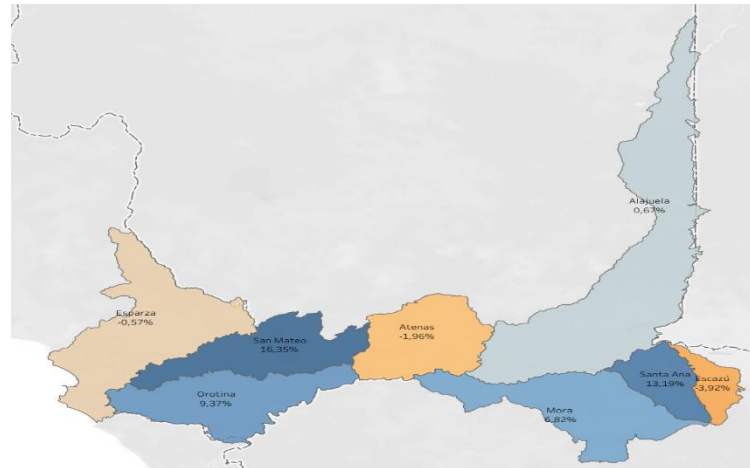 Alajuela
0,67%
Esparza
-0,57%
San Mateo
16,35%
Atenas
-1,96%
Santa Ana
13,19%
Escazú
-3,92%
Orotina
9,37%
Mora
6,82%